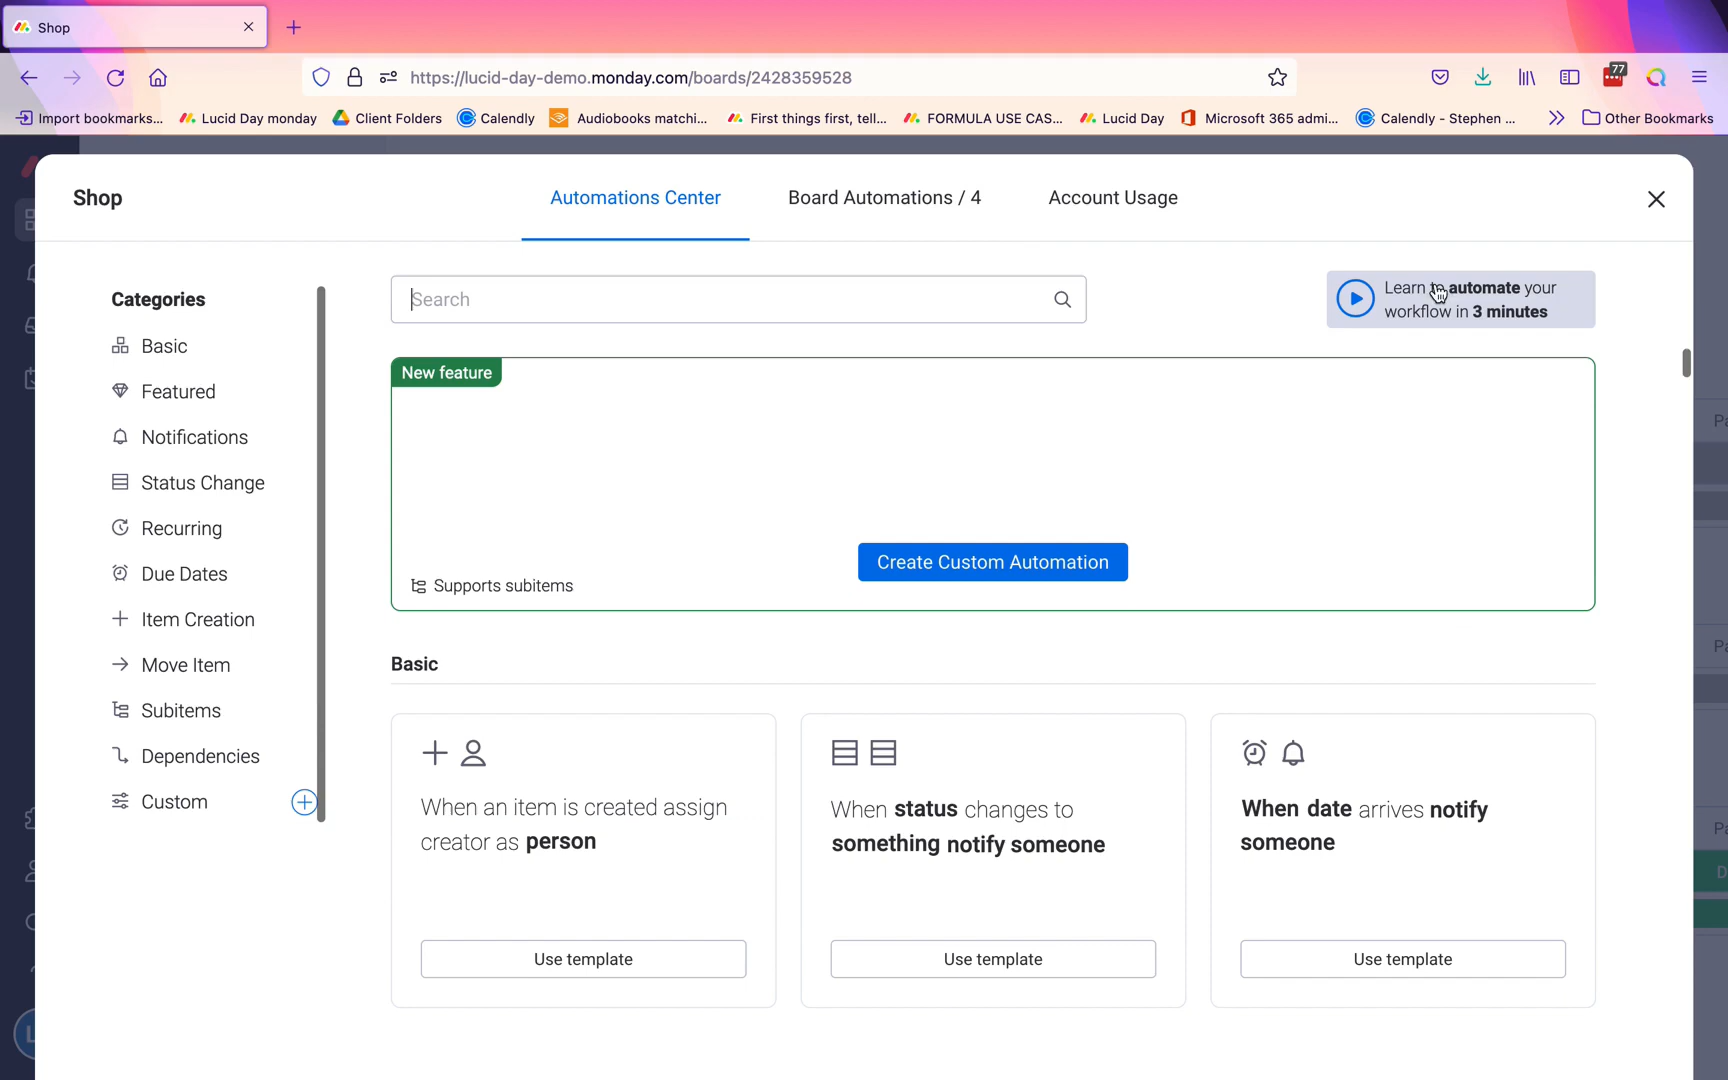 Shop
https://lucid-day-demo.monday.com/boards/2428359528
77
Import bookmarks...
Lucid Day monday
Client Folders
Calendly
Audiobooks matchi...
First things first, tell...
FORMULA USE CAS...
Lucid Day
Microsoft 365 admi...
Calendly - Stephen ...
Other Bookmarks
Shop
Automations Center
Board Automations / 4
Account Usage
Categories
Basic
Featured
Notifications
Status Change
Recurring
Due Dates
Item Creation
Move Item
Subitems
Dependencies
Custom
Search
Learn to automate your
workflow in 3 minutes
New feature
Create Custom Automation
Supports subitems
Basic
When an item is created assign
creator as person
Use template
When status changes to
something notify someone
Use template
When date arrives notify
someone
Use template